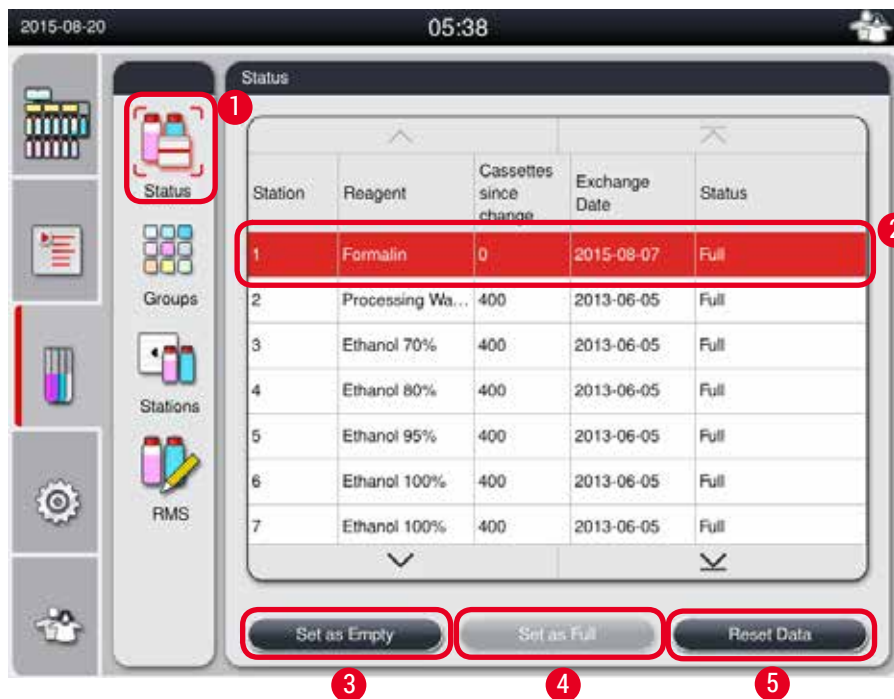 2015-08-20 05:38
Status
1
Status
Groups
Stations
RMS
Station Reagent Cassettes since change Exchange Date Status
2
1 Formalin 0 2015-08-07 Full
2 Processing Wa... 400 2013-06-05 Full
3 Ethanol 70% 400 2013-06-05 Full
4 Ethanol 80% 400 2013-06-05 Full
5 Ethanol 95% 400 2013-06-05 Full
6 Ethanol 100% 400 2013-06-05 Full
7 Ethanol 100% 400 2013-06-05 Full
Set as Empty Set as Full Reset Data
3 4 5